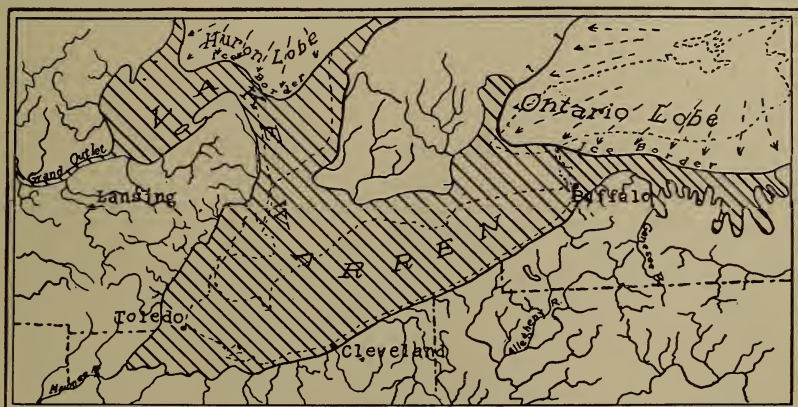 Huron Lobe
Ice Border
Ontario Lobe
Ice Border
LAKE
WARREN
Grand Outlet
Lansing
Buffalo
Genesee R.
Allegheny R.
Toledo
Cleveland
Maumee R.